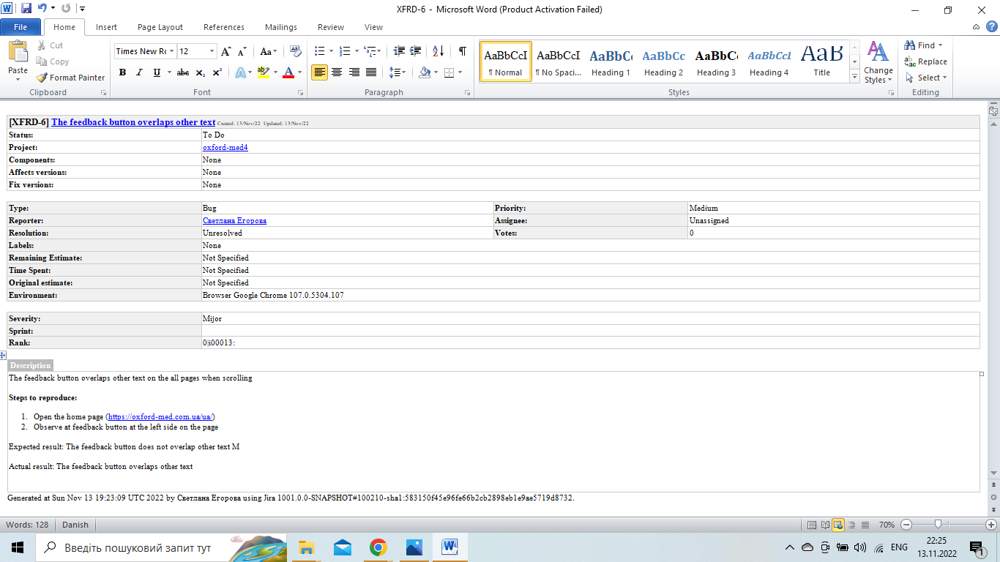 XFRD-6 - Microsoft Word (Product Activation Failed)
File Home Insert Page Layout References Mailings Review View
Paste
Cut
Copy
Format Painter
Clipboard
Times New Ro 12
Font
Paragraph
AaBbCcI AaBbCcI AaBbCc AaBbCc AaBbCc AaBbCcI AaB
¶ Normal ¶ No Spaci... Heading 1 Heading 2 Heading 3 Heading 4 Title
Change Styles
Styles
Find
Replace
Select
Editing
[XFRD-6] The feedback button overlaps other text Created: 13/Nov/22 Updated: 13/Nov/22
Status: To Do
Project: oxford-med4
Components: None
Affects versions: None
Fix versions: None
Type: Bug Priority: Medium
Reporter: Светлана Егорова Assignee: Unassigned
Resolution: Unresolved Votes: 0
Labels: None
Remaining Estimate: Not Specified
Time Spent: Not Specified
Original estimate: Not Specified
Environment: Browser Google Chrome 107.0.5304.107
Severity: Mijor
Sprint:
Rank: 0|i00013:
Description
The feedback button overlaps other text on the all pages when scrolling
Steps to reproduce:
1. Open the home page (https://oxford-med.com.ua/ua/)
2. Observe at feedback button at the left side on the page
Expected result: The feedback button does not overlap other text М
Actual result: The feedback button overlaps other text
Generated at Sun Nov 13 19:23:09 UTC 2022 by Светлана Егорова using Jira 1001.0.0-SNAPSHOT#100210-sha1:583150f45e96fe66b2cb2898eb1e9ae5719d8732.
Words: 128 Danish 70%
Введіть пошуковий запит тут
ENG
22:25
13.11.2022
1